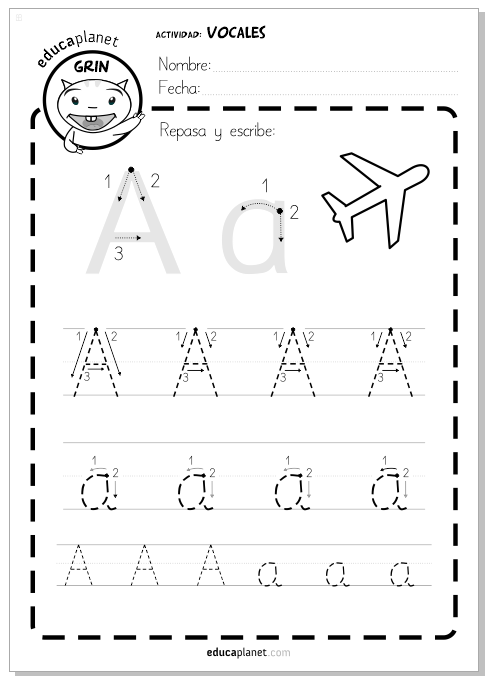 educaplanet
GRIN
ACTIVIDAD: VOCALES
Nombre:
Fecha:
Repasa y escribe:
1 2 3 A
1 2 a
1 2 3 A 1 2 3 A 1 2 3 A 1 2 3 A
1 2 a 1 2 a 1 2 a 1 2 a
A A A a a a
educaplanet.com